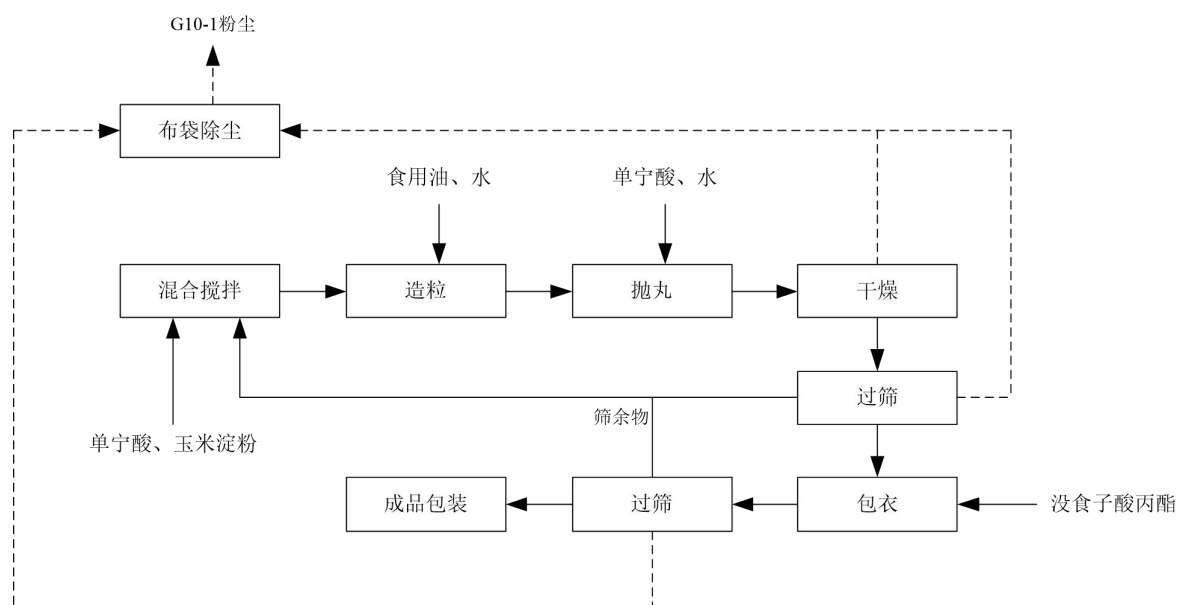 G10-1粉尘
布袋除尘
食用油、水
单宁酸、水
混合搅拌
造粒
抛丸
干燥
过筛
筛余物
单宁酸、玉米淀粉
成品包装
过筛
包衣
没食子酸丙酯